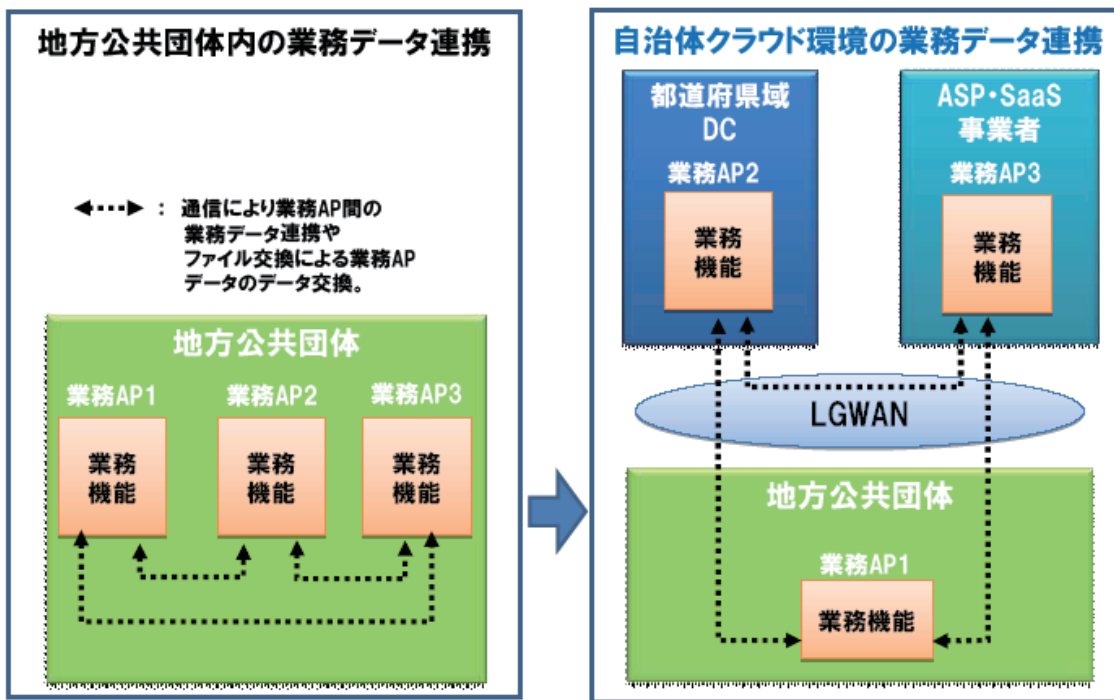 地方公共団体内の業務データ連携
： 通信により業務AP間の
業務データ連携や
ファイル交換による業務AP
データのデータ交換。
地方公共団体
業務AP1
業務AP2
業務AP3
業務
機能
業務
機能
業務
機能
自治体クラウド環境の業務データ連携
都道府県域
DC
業務AP2
業務
機能
ASP・SaaS
事業者
業務AP3
業務
機能
LGWAN
地方公共団体
業務AP1
業務機能